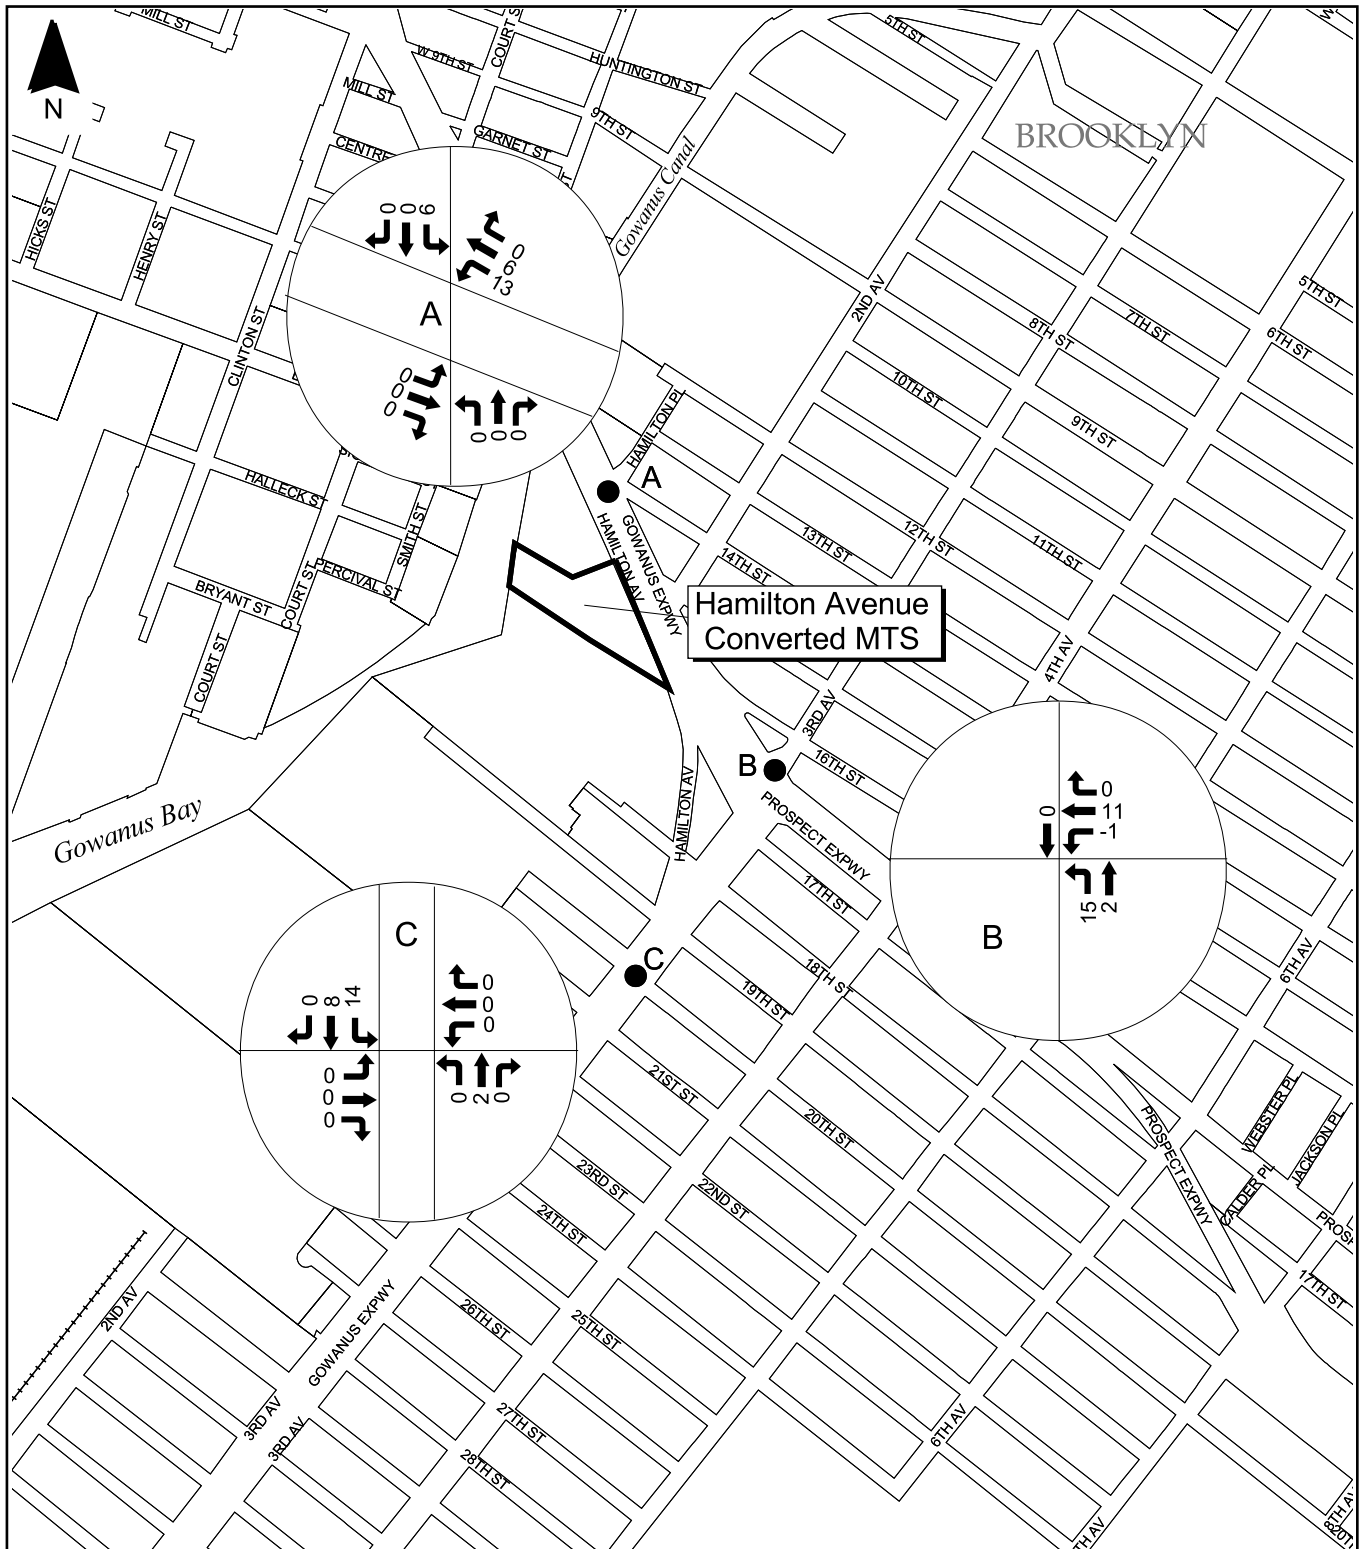 MILL ST
COURT S
W 9TH ST
HUNTINGTON ST
5TH ST
N
MILL ST
9TH ST
GARNET ST
CENTRE
BROOKLYN
Gowanus Canal
HICKS ST
HENRY ST
0
0
6
0
6
13
A
0
0
0
0
0
0
CLINTON ST
2ND AV
5TH ST
7TH ST
6TH ST
8TH ST
10TH ST
9TH ST
HAMILTON PL
A
HALLECK ST
SMITH ST
HAMILTON AV
GOWANUS EXPWY
13TH ST
12TH ST
11TH ST
14TH ST
PERCIVAL ST
BRYANT ST
COURT ST
COURT ST
Hamilton Avenue
Converted MTS
4TH AV
3RD AV
B
16TH ST
HAMILTON AV
PROSPECT EXPWY
Gowanus Bay
0
0
11
-1
15
2
B
17TH ST
C
18TH ST
19TH ST
6TH AV
C
0
8
14
0
0
0
0
0
0
0
2
0
21ST ST
20TH ST
WEBSTER PL
JACKSON PL
CALDER PL
PROSPECT EXPWY
23RD ST
22ND ST
24TH ST
17TH ST
2ND AV
GOWANUS EXPWY
26TH ST
25TH ST
3RD AV
3RD AV
27TH ST
28TH ST
6TH AV
8TH AV